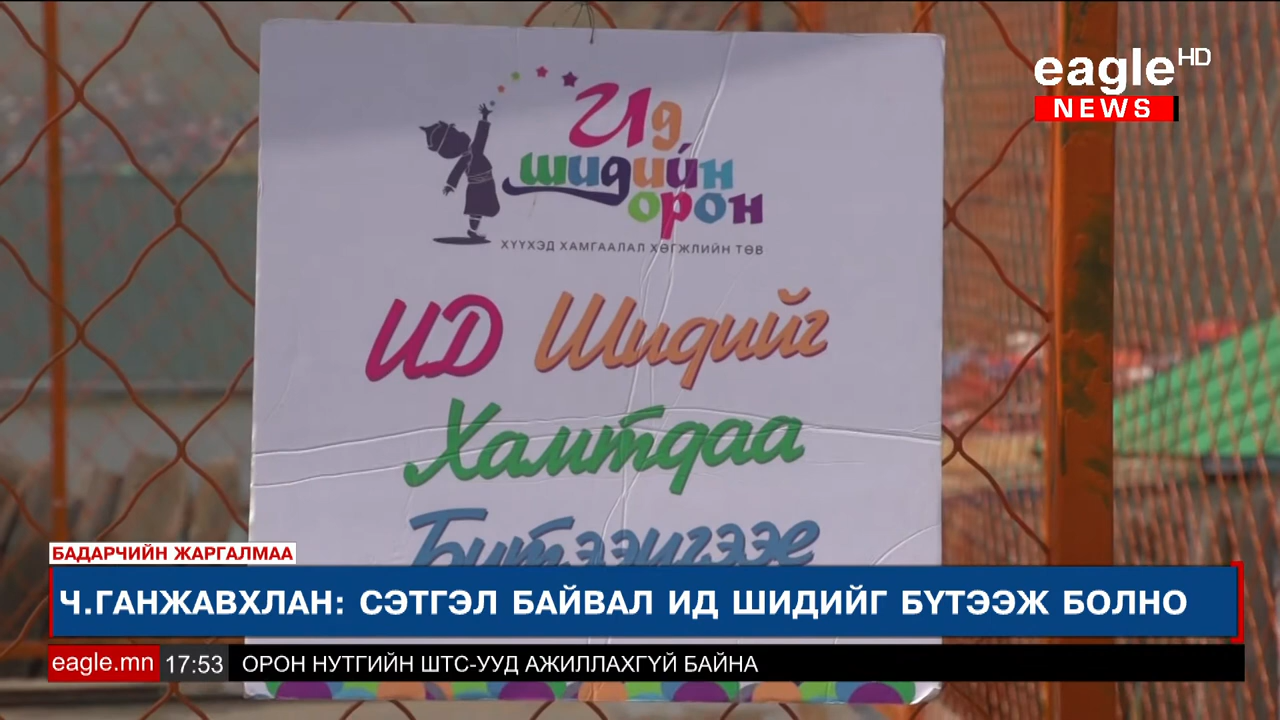 eagle HD
NEWS
Ид
шидийн
орон
ХҮҮХЭД ХАМГААЛАЛ ХӨГЖЛИЙН ТӨВ
ИД Шидийг
Хамтдаа
Бүтээцгээе
БАДАРЧИЙН ЖАРГАЛМАА
Ч.ГАНЖАВХЛАН: СЭТГЭЛ БАЙВАЛ ИД ШИДИЙГ БҮТЭЭЖ БОЛНО
eagle.mn 17:53 ОРОН НУТГИЙН ШТС-УУД АЖИЛЛАХГҮЙ БАЙНА